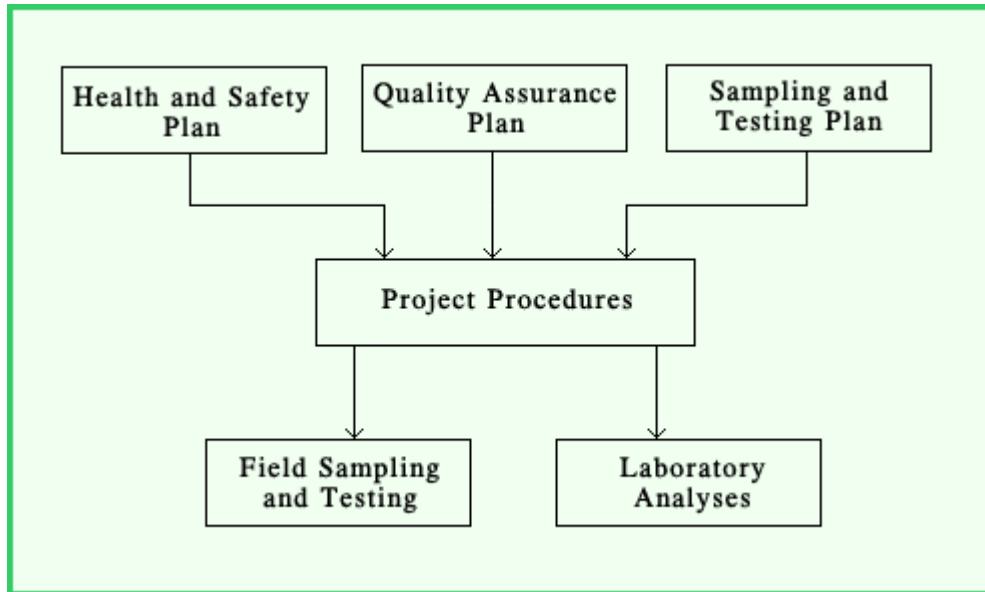 Health and Safety
Plan
Quality Assurance
Plan
Sampling and
Testing Plan
Project Procedures
Field Sampling
and Testing
Laboratory
Analyses